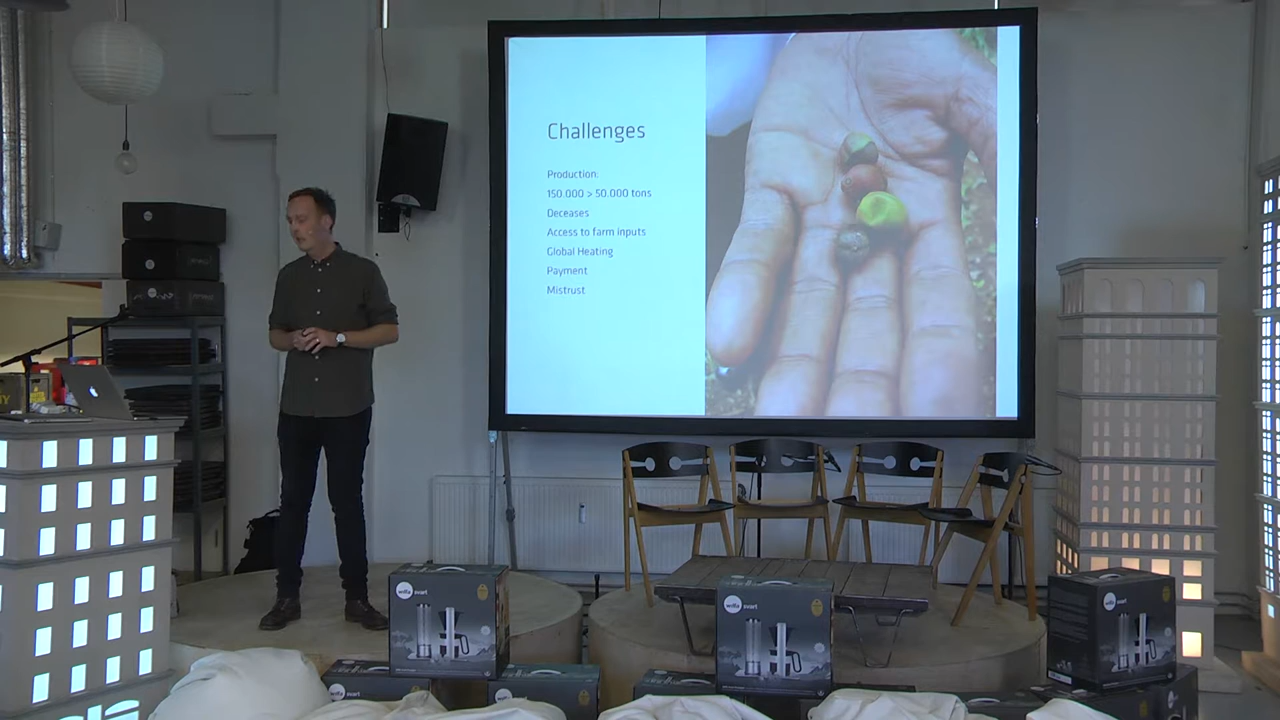 Challenges
Production:
150.000 > 50.000 tons
Deceases
Access to farm inputs
Global Heating
Payment
Mistrust
wilfa svart
wilfa svart
wilfa svart